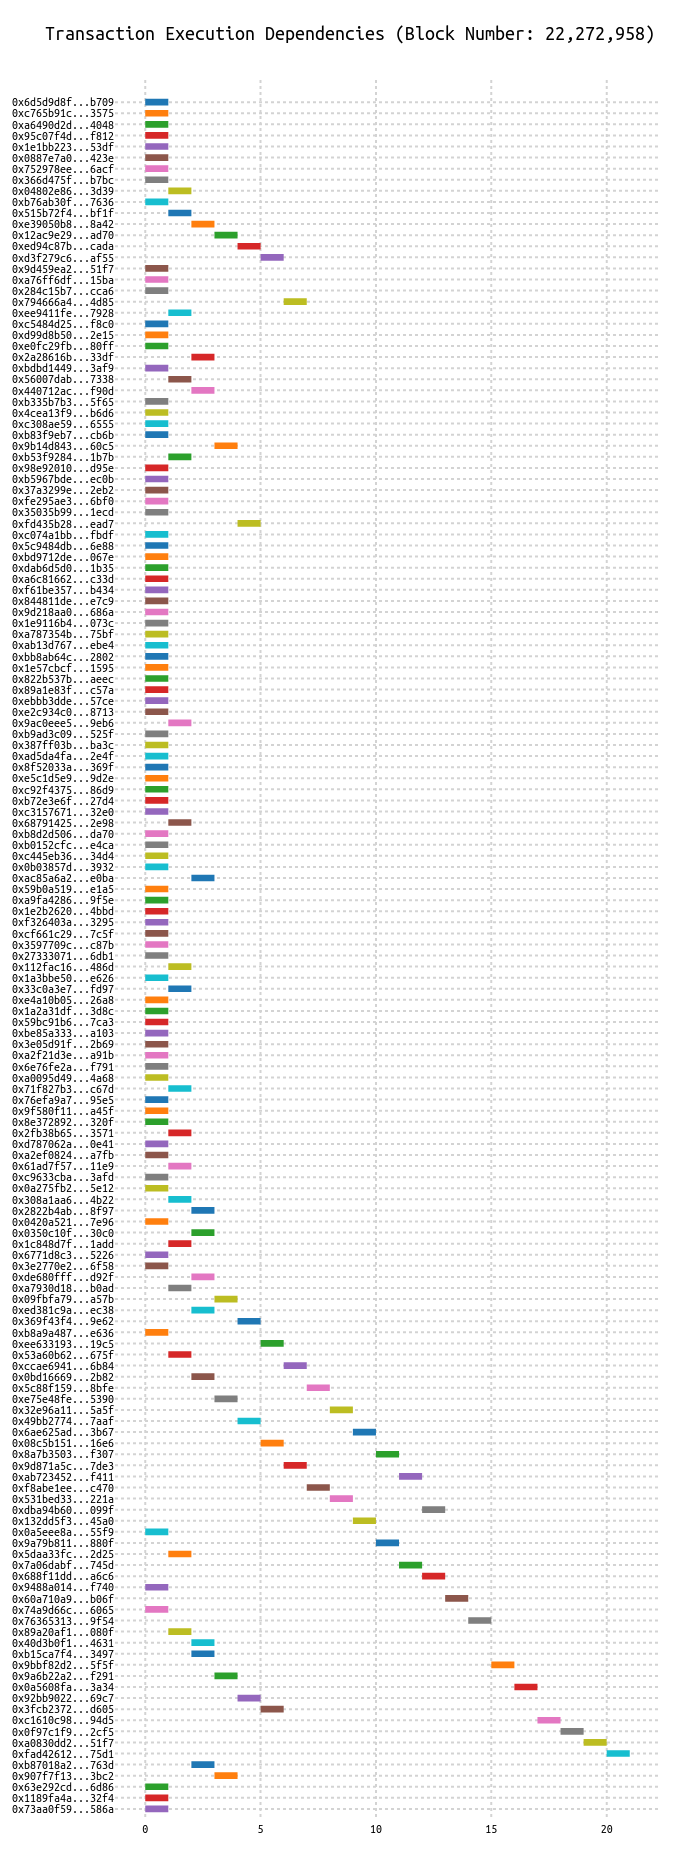 Transaction Execution Dependencies (Block Number: 22,272,958)
0x6d5d9d8f...b709
0xc765b91c...3575
0xa6490d2d...4048
0x95c07f4d...f812
0x1e1bb223...53df
0x0887e7a0...423e
0x752978ee...6acf
0x366d475f...b7bc
0x04802e86...3d39
0xb76ab30f...7636
0x515b72f4...bf1f
0xe39050b8...8a42
0x12ac9e29...ad70
0xed94c87b...cada
0xd3f279c6...af55
0x9d459ea2...51f7
0xa76ff6df...15ba
0x284c15b7...cca6
0x794666a4...4d85
0xee9411fe...7928
0xc5484d25...f8c0
0xd99d8b50...2e15
0xe0fc29fb...80ff
0x2a28616b...33df
0xbdbd1449...3af9
0x56007dab...7338
0x440712ac...f90d
0xb335b7b3...5f65
0x4cea13f9...b6d6
0xc308ae59...6555
0xb83f9eb7...cb6b
0x9b14d843...60c5
0xb53f9284...1b7b
0x98e92010...d95e
0xb5967bde...ec0b
0x37a3299e...2eb2
0xfe295ae3...6bf0
0x35035b99...1ecd
0xfd435b28...ead7
0xc074a1bb...fbdf
0x5c9484db...6e88
0xbd9712de...067e
0xdab6d5d0...1b35
0xa6c81662...c33d
0xf61be357...b434
0x844811de...e7c9
0x9d218aa0...686a
0x1e9116b4...073c
0xa787354b...75bf
0xab13d767...ebe4
0xbb8ab64c...2802
0x1e57cbcf...1595
0x822b537b...aeec
0x89a1e83f...c57a
0xebbb3dde...57ce
0xe2c934c0...8713
0x9ac0eee5...9eb6
0xb9ad3c09...525f
0x387ff03b...ba3c
0xad5da4fa...2e4f
0x8f52033a...369f
0xe5c1d5e9...9d2e
0xc92f4375...86d9
0xb72e3e6f...27d4
0xc3157671...32e0
0x68791425...2e98
0xb8d2d506...da70
0xb0152cfc...e4ca
0xc445eb36...34d4
0x0b03857d...3932
0xac85a6a2...e0ba
0x59b0a519...e1a5
0xa9fa4286...9f5e
0x1e2b2620...4bbd
0xf326403a...3295
0xcf661c29...7c5f
0x3597709c...c87b
0x27333071...6db1
0x112fac16...486d
0x1a3bbe50...e626
0x33c0a3e7...fd97
0xe4a10b05...26a8
0x1a2a31df...3d8c
0x59bc91b6...7ca3
0xbe85a333...a103
0x3e05d91f...2b69
0xa2f21d3e...a91b
0x6e76fe2a...f791
0xa0095d49...4a68
0x71f827b3...c67d
0x76efa9a7...95e5
0x9f580f11...a45f
0x8e372892...320f
0x2fb38b65...3571
0xd787062a...0e41
0xa2ef0824...a7fb
0x61ad7f57...11e9
0xc9633cba...3afd
0x0a275fb2...5e12
0x308a1aa6...4b22
0x2822b4ab...8f97
0x0420a521...7e96
0x0350c10f...30c0
0x1c848d7f...1add
0x6771d8c3...5226
0x3e2770e2...6f58
0xde680fff...d92f
0xa7930d18...b0ad
0x09fbfa79...a57b
0xed381c9a...ec38
0x369f43f4...9e62
0xb8a9a487...e636
0xee633193...19c5
0x53a60b62...675f
0xccae6941...6b84
0x0bd16669...2b82
0x5c88f159...8bfe
0xe75e48fe...5390
0x32e96a11...5a5f
0x49bb2774...7aaf
0x6ae625ad...3b67
0x08c5b151...16e6
0x8a7b3503...f307
0x9d871a5c...7de3
0xab723452...f411
0xf8abe1ee...c470
0x531bed33...221a
0xdba94b60...099f
0x132dd5f3...45a0
0x0a5eee8a...55f9
0x9a79b811...880f
0x5daa33fc...2d25
0x7a06dabf...745d
0x688f11dd...a6c6
0x9488a014...f740
0x60a710a9...b06f
0x74a9d66c...6065
0x76365313...9f54
0x89a20af1...080f
0x40d3b0f1...4631
0xb15ca7f4...3497
0x9bbf82d2...5f5f
0x9a6b22a2...f291
0x0a5608fa...3a34
0x92bb9022...69c7
0x3fcb2372...d605
0xc1610c98...94d5
0x0f97c1f9...2cf5
0xa0830dd2...51f7
0xfad42612...75d1
0xb87018a2...763d
0x907f7f13...3bc2
0x63e292cd...6d86
0x1189fa4a...32f4
0x73aa0f59...586a
0 5 10 15 20